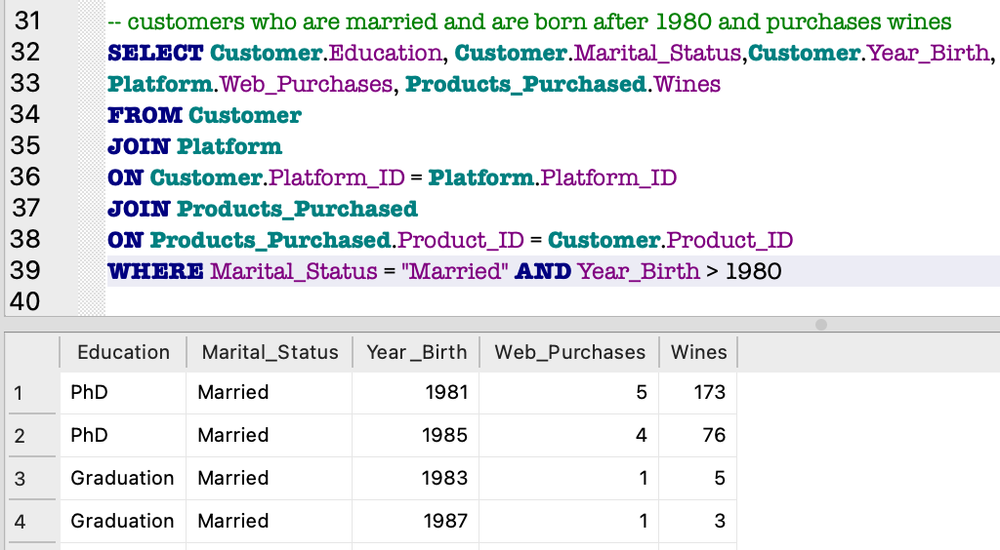 31 -- customers who are married and are born after 1980 and purchases wines
32 SELECT Customer.Education, Customer.Marital_Status,Customer.Year_Birth,
33 Platform.Web_Purchases, Products_Purchased.Wines
34 FROM Customer
35 JOIN Platform
36 ON Customer.Platform_ID = Platform.Platform_ID
37 JOIN Products_Purchased
38 ON Products_Purchased.Product_ID = Customer.Product_ID
39 WHERE Marital_Status = "Married" AND Year_Birth > 1980
40
Education Marital_Status Year_Birth Web_Purchases Wines
1 PhD Married 1981 5 173
2 PhD Married 1985 4 76
3 Graduation Married 1983 1 5
4 Graduation Married 1987 1 3